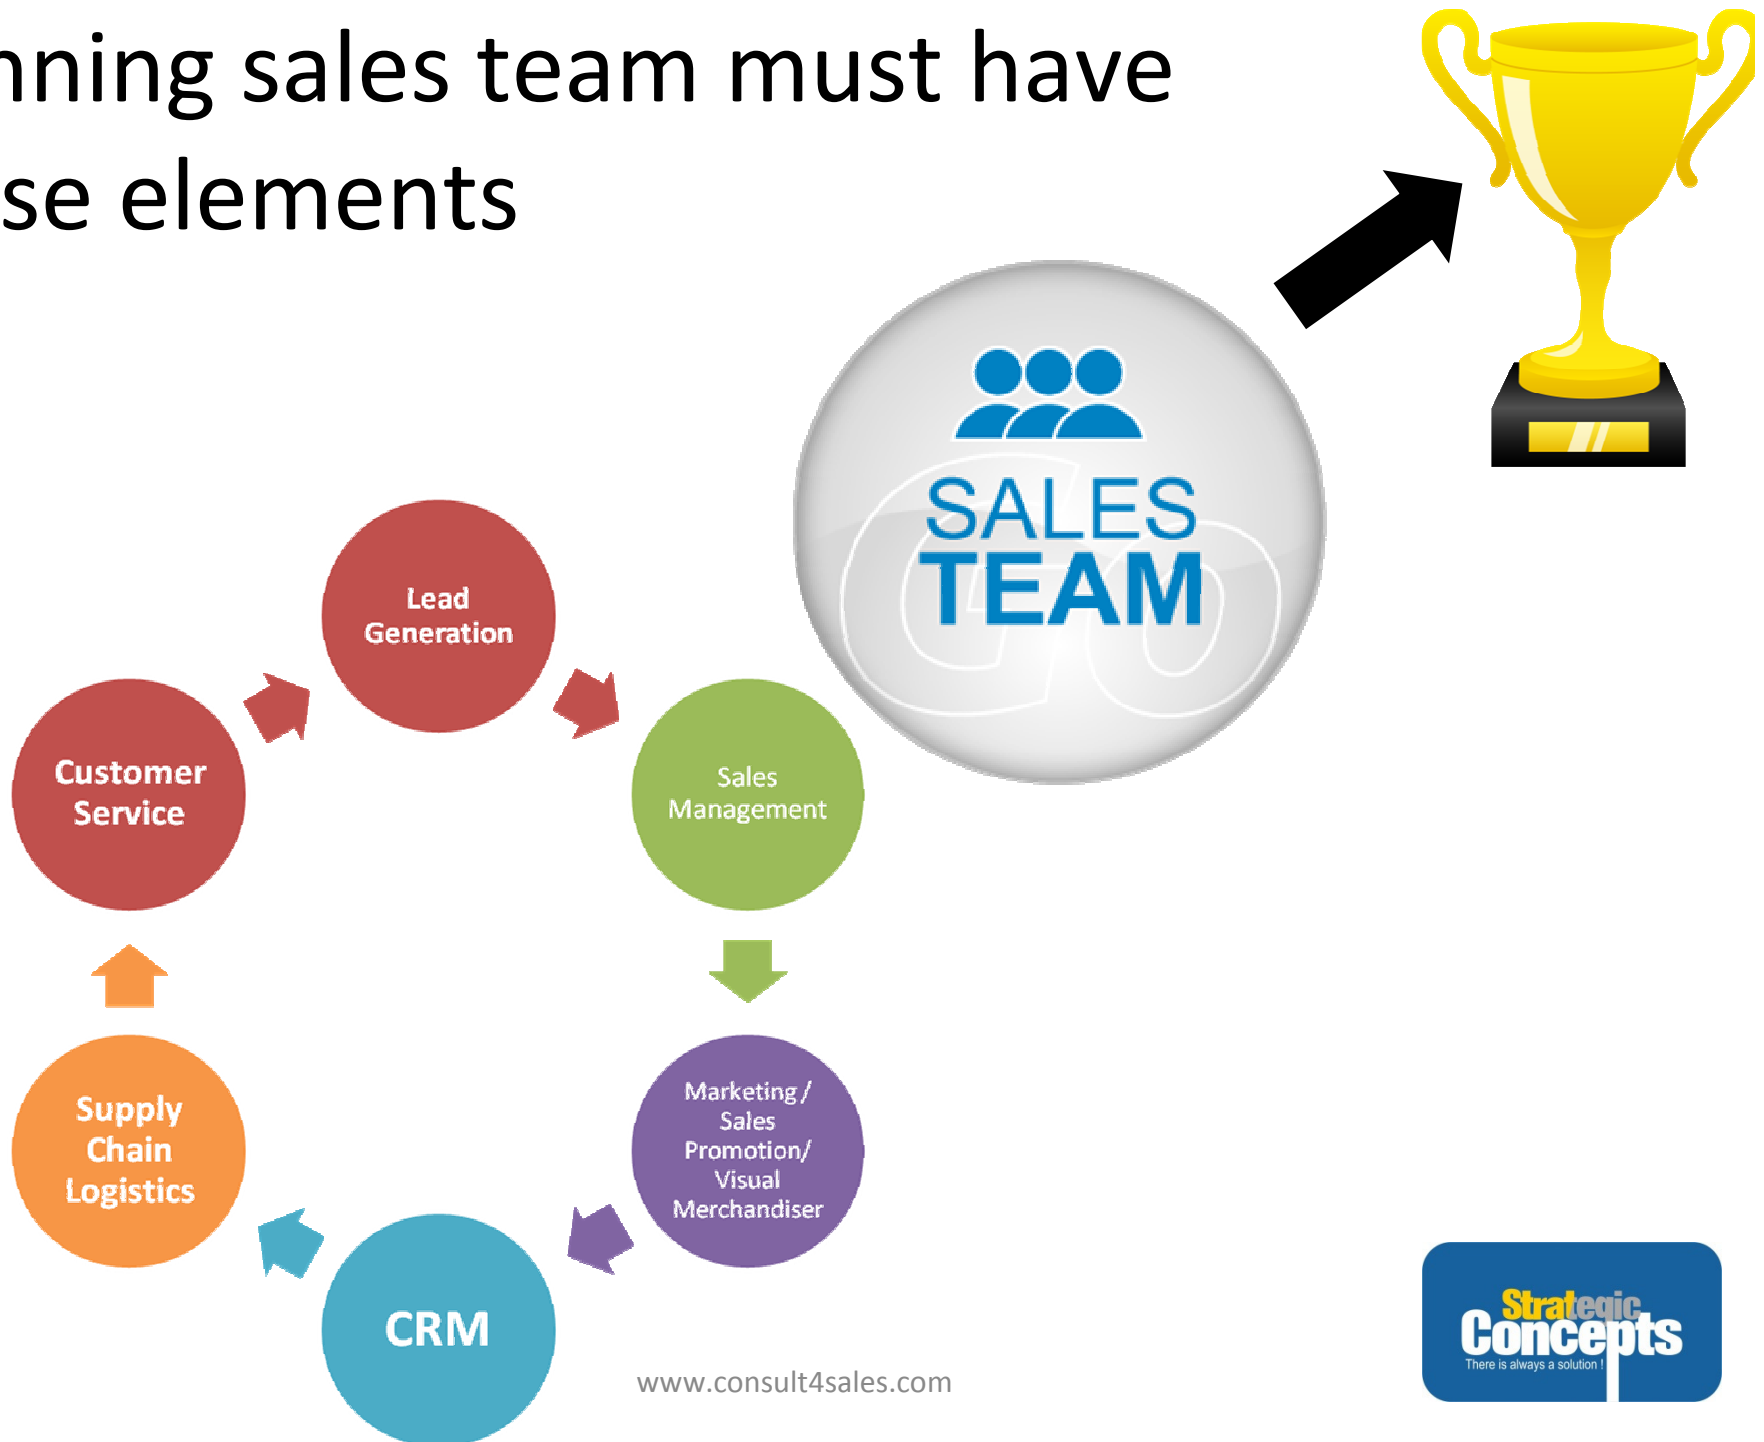 nning sales team must have
se elements
SALES
TEAM
Go
Lead
Generation
Customer
Service
Sales
Management
Supply
Chain
Logistics
Marketing /
Sales
Promotion/
Visual
Merchandiser
CRM
www.consult4sales.com
Strategic
Concepts
There is always a solution !